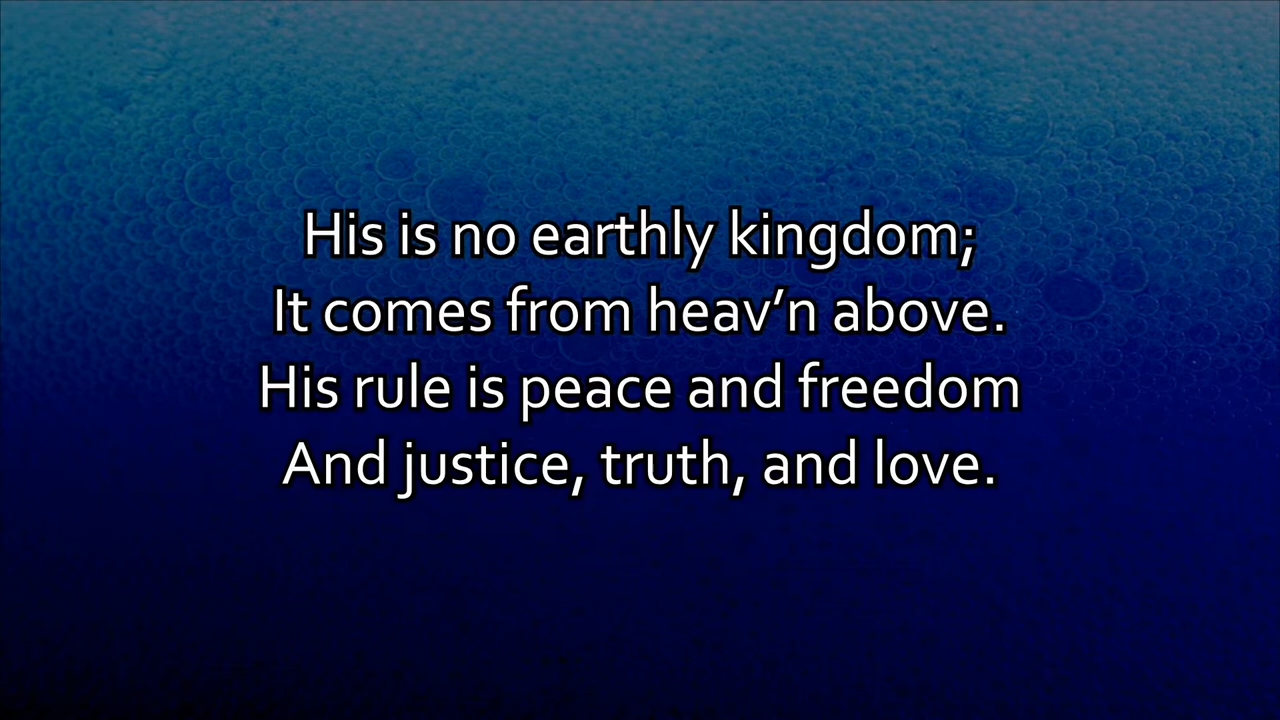 His is no earthly kingdom;
It comes from heav’n above.
His rule is peace and freedom
And justice, truth, and love.